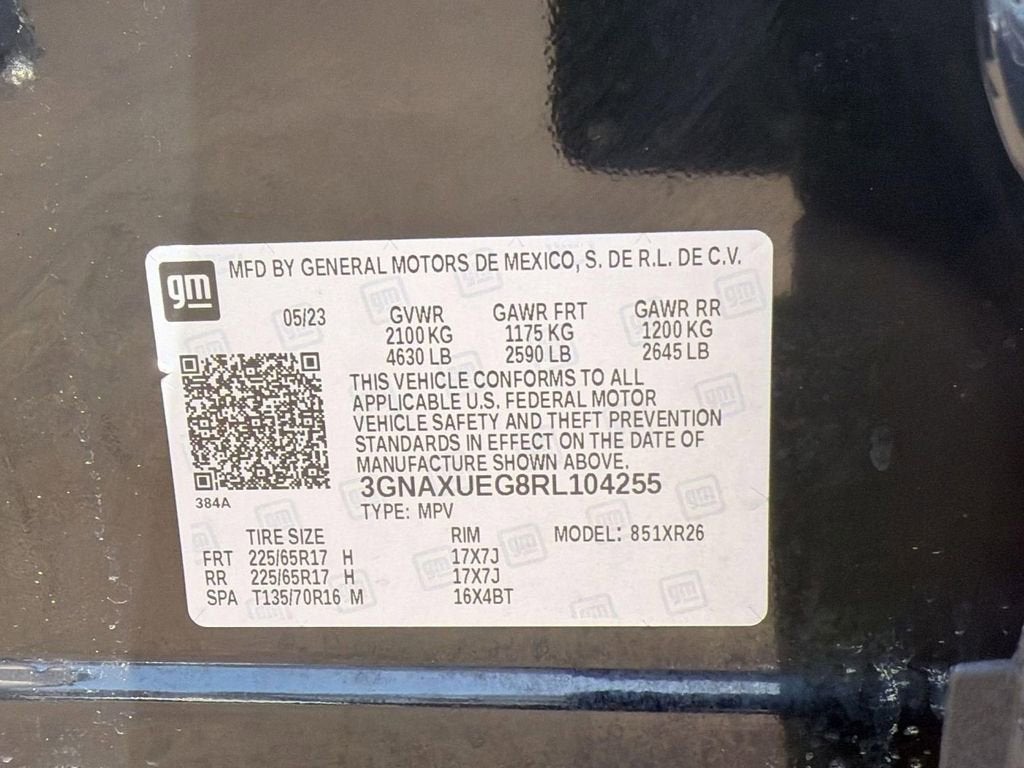 gm
MFD BY GENERAL MOTORS DE MEXICO, S. DE R.L. DE C.V.
05/23 GVWR GAWR FRT GAWR RR
2100 KG 1175 KG 1200 KG
4630 LB 2590 LB 2645 LB
THIS VEHICLE CONFORMS TO ALL
APPLICABLE U.S. FEDERAL MOTOR
VEHICLE SAFETY AND THEFT PREVENTION
STANDARDS IN EFFECT ON THE DATE OF
MANUFACTURE SHOWN ABOVE.
3GNAXUEG8RL104255
384A
TYPE: MPV
TIRE SIZE RIM MODEL: 851XR26
FRT 225/65R17 H 17X7J
RR 225/65R17 H 17X7J
SPA T135/70R16 M 16X4BT